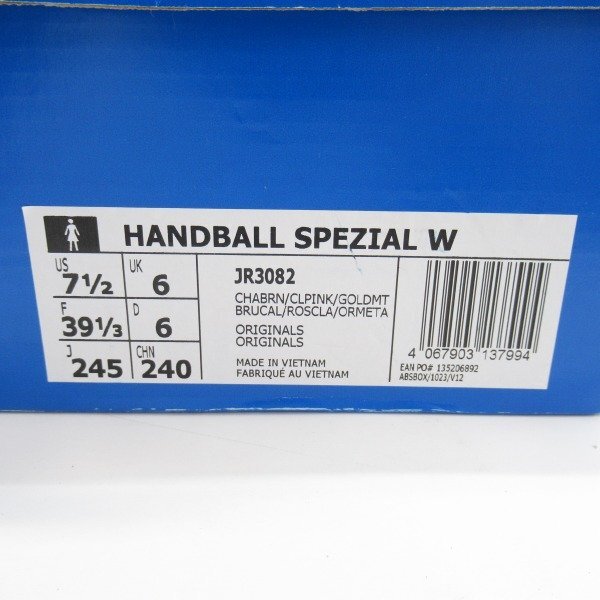 HANDBALL SPEZIAL W
US 7½ UK 6
F 39⅓ D 6
J 245 CHN 240
JR3082
CHABRN/CLPINK/GOLDMT
BRUCAL/ROSCLA/ORMETA
ORIGINALS
ORIGINALS
MADE IN VIETNAM
FABRIQUÉ AU VIETNAM
4 067903 137994
EAN PO# 135206892
ABSBOX/1023/V12